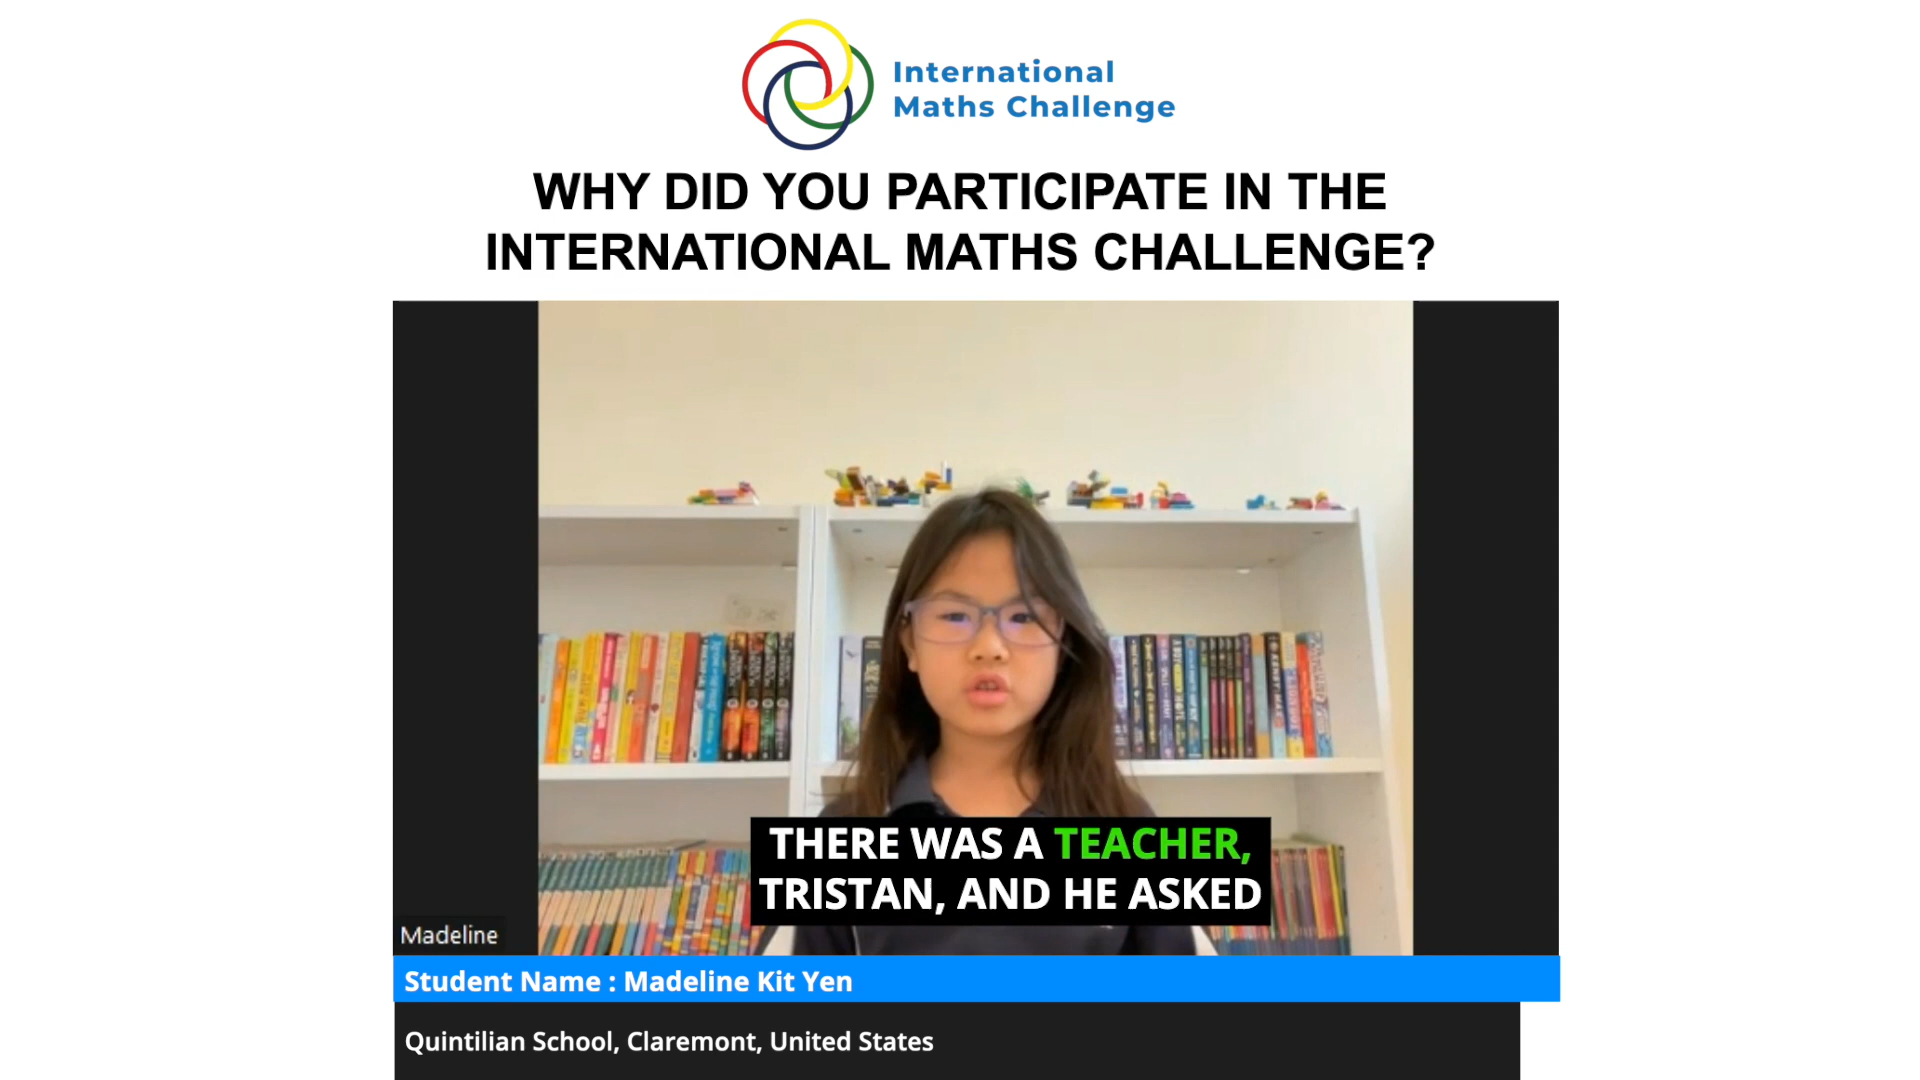 International
Maths Challenge
WHY DID YOU PARTICIPATE IN THE
INTERNATIONAL MATHS CHALLENGE?
THERE WAS A TEACHER,
TRISTAN, AND HE ASKED
Madeline
Student Name : Madeline Kit Yen
Quintilian School, Claremont, United States